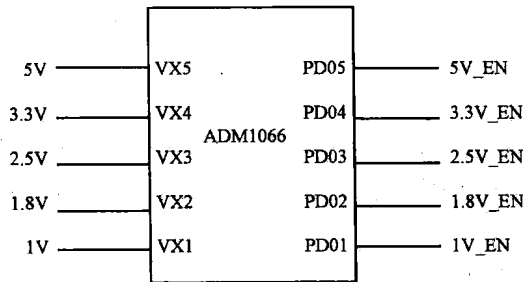 5V VX5 PD05 5V_EN
3.3V VX4 PD04 3.3V_EN
ADM1066
2.5V VX3 PD03 2.5V_EN
1.8V VX2 PD02 1.8V_EN
1V VX1 PD01 1V_EN